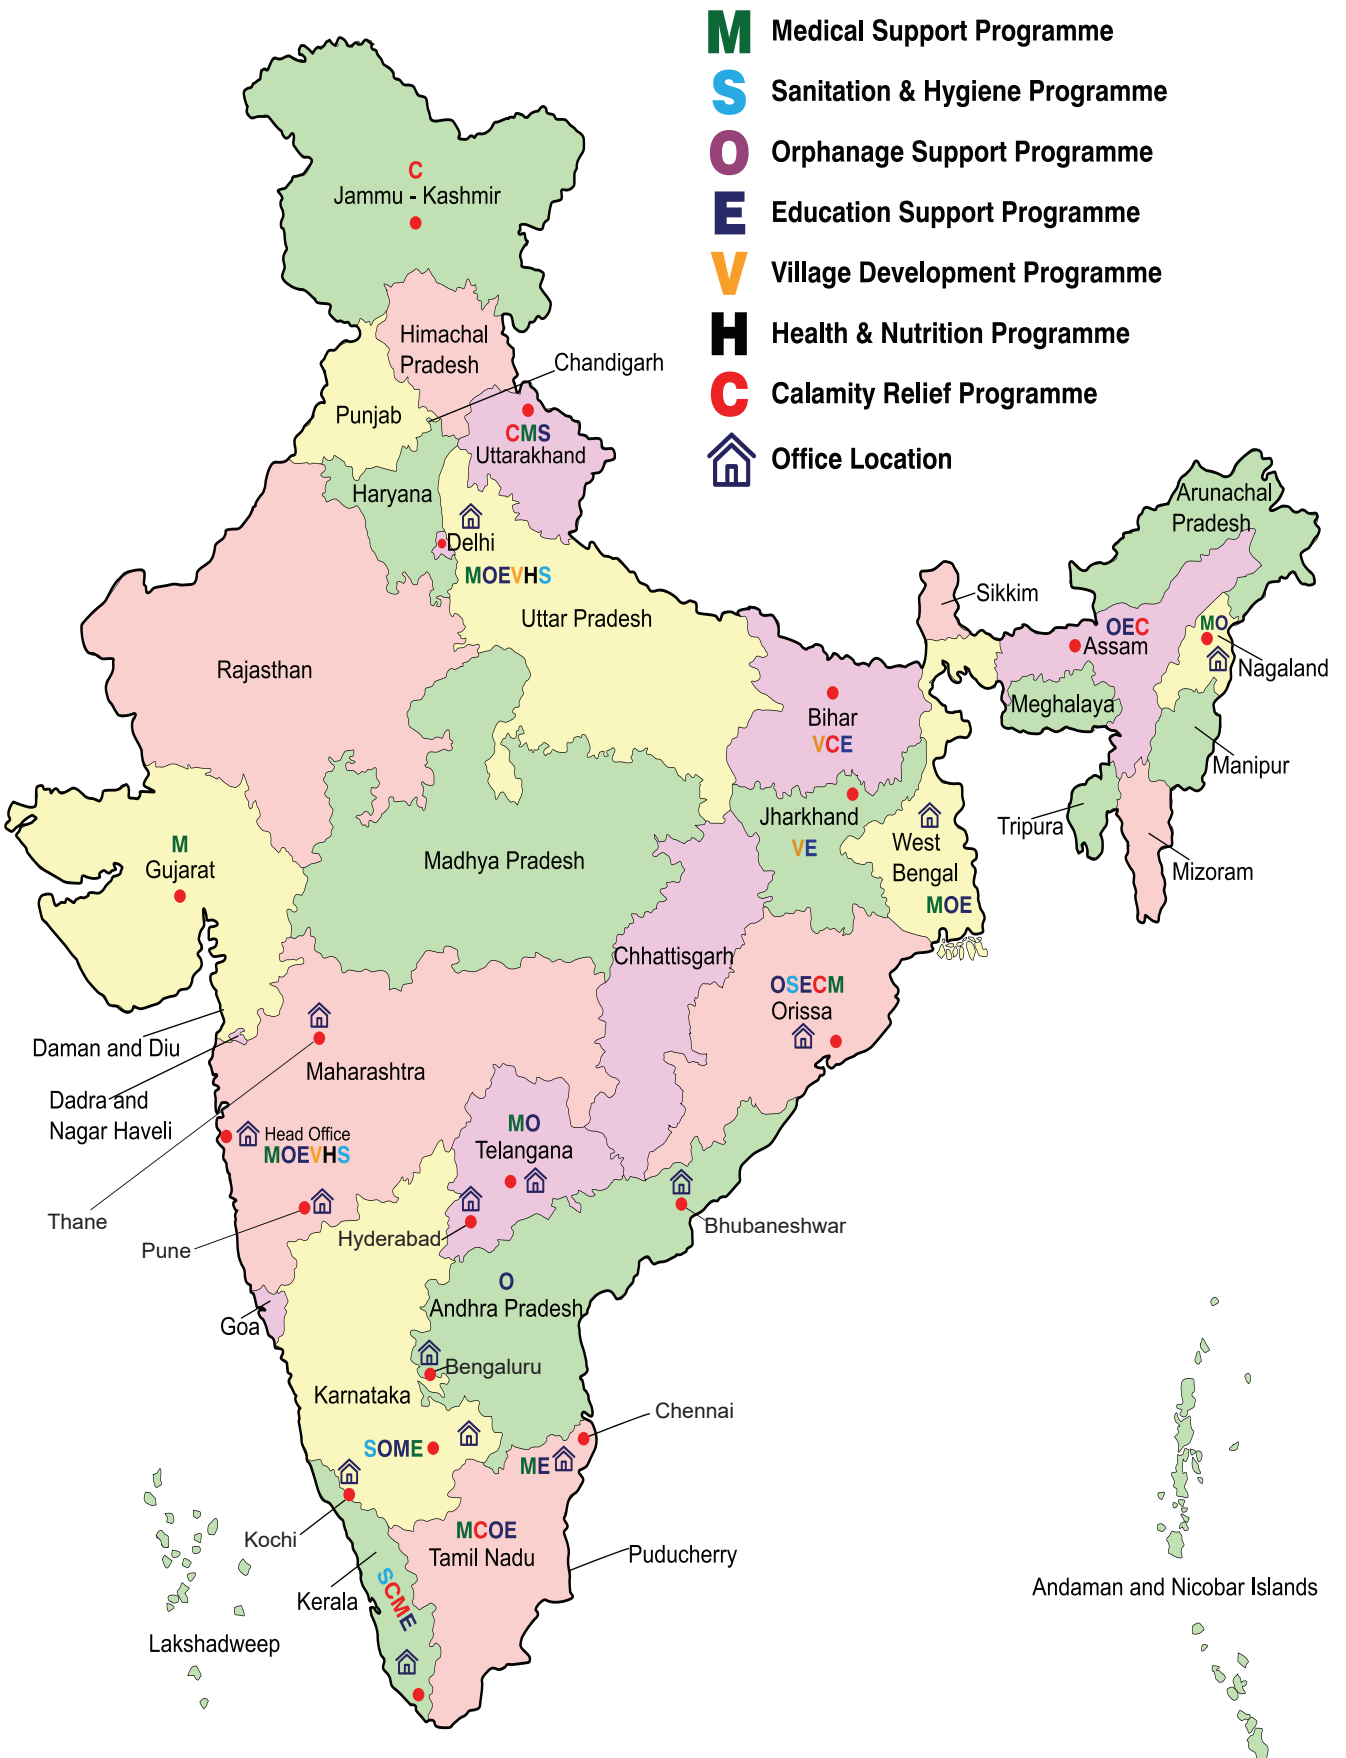 M Medical Support Programme
S Sanitation & Hygiene Programme
O Orphanage Support Programme
E Education Support Programme
V Village Development Programme
H Health & Nutrition Programme
C Calamity Relief Programme
Office Location
C
Jammu - Kashmir
Himachal
Pradesh
Chandigarh
Punjab
CMS
Uttarakhand
Haryana
Delhi
MOEVHS
Uttar Pradesh
Rajasthan
Arunachal
Pradesh
Sikkim
OEC
Assam
MO
Nagaland
Meghalaya
Manipur
Tripura
Mizoram
Bihar
VCE
Jharkhand
VE
West
Bengal
MOE
M
Gujarat
Madhya Pradesh
Chhattisgarh
OSECM
Orissa
Daman and Diu
Dadra and
Nagar Haveli
Maharashtra
Head Office
MOEVHS
Thane
Pune
MO
Telangana
Hyderabad
Bhubaneshwar
O
Andhra Pradesh
Goa
Bengaluru
Karnataka
Chennai
SOME
ME
Kochi
MCOE
Tamil Nadu
Puducherry
Kerala
SCME
Lakshadweep
Andaman and Nicobar Islands